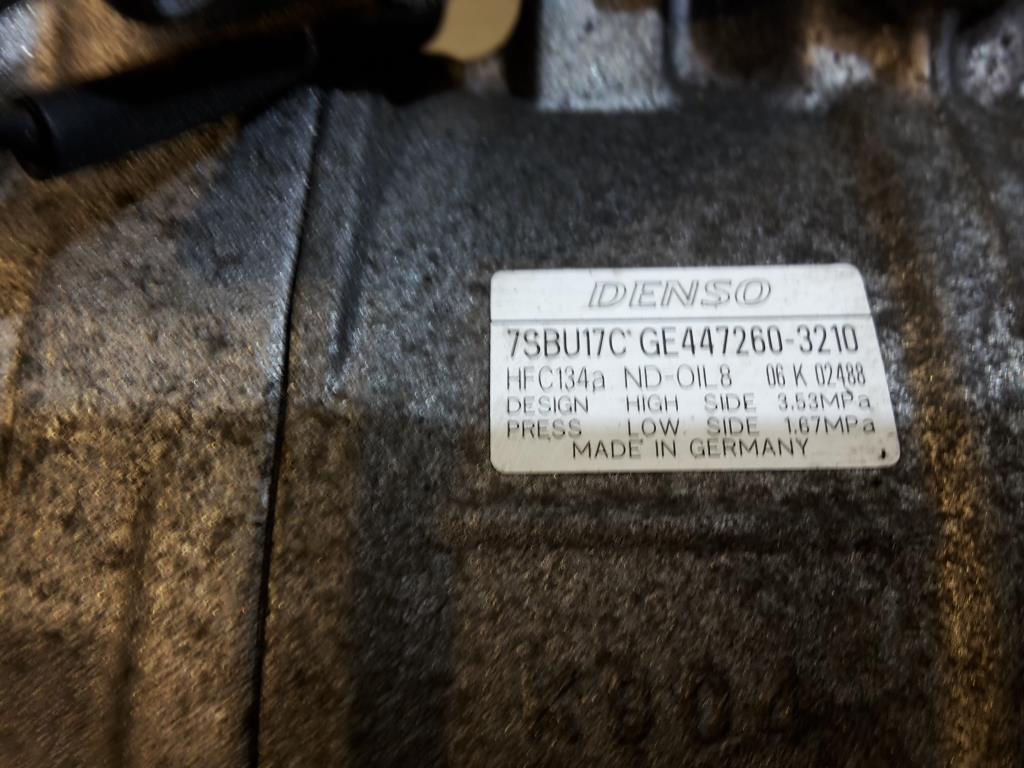 DENSO
7SBU17C GE447260-3210
HFC134a ND-OIL8 06 K 02488
DESIGN HIGH SIDE 3.53MPa
PRESS LOW SIDE 1.67MPa
MADE IN GERMANY